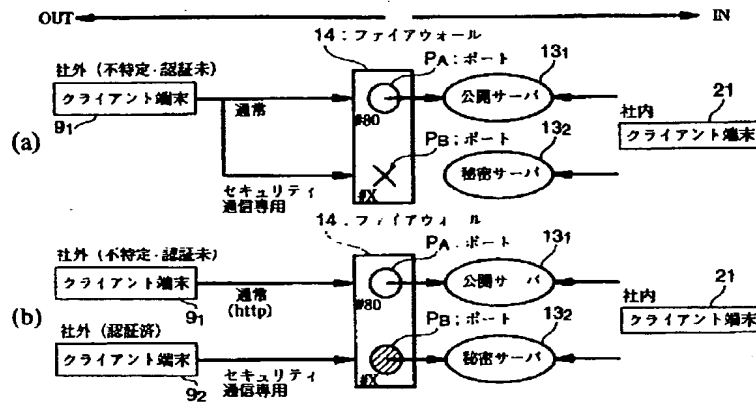 OUT
IN
14：ファイアウォール
社外（不特定・認証未）
PA：ポート
13₁
21
クライアント端末
通常
公開サーバ
社内
9₁
#80
クライアント端末
(a)
PB：ポート
13₂
秘密サーバ
セキュリティ
通信専用
#X
14：ファイアウォール
社外（不特定・認証未）
PA：ポート
13₁
21
クライアント端末
通常
(http)
公開サーバ
社内
9₁
#80
クライアント端末
(b)
社外（認証済）
PB：ポート
13₂
クライアント端末
秘密サーバ
9₂
セキュリティ
通信専用
#X